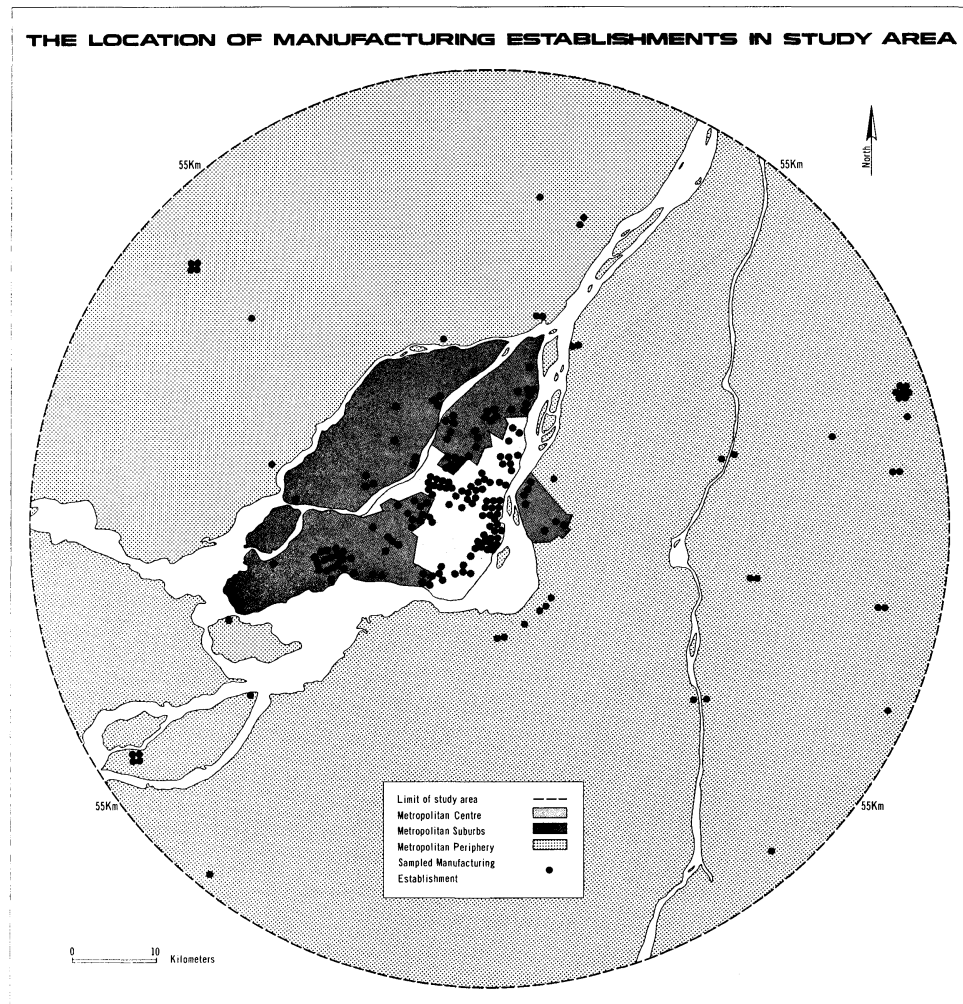 THE LOCATION OF MANUFACTURING ESTABLISHMENTS IN STUDY AREA
55Km
55Km
North
55Km
55Km
Limit of study area
Metropolitan Centre
Metropolitan Suburbs
Metropolitan Periphery
Sampled Manufacturing
Establishment
0 10 Kilometers